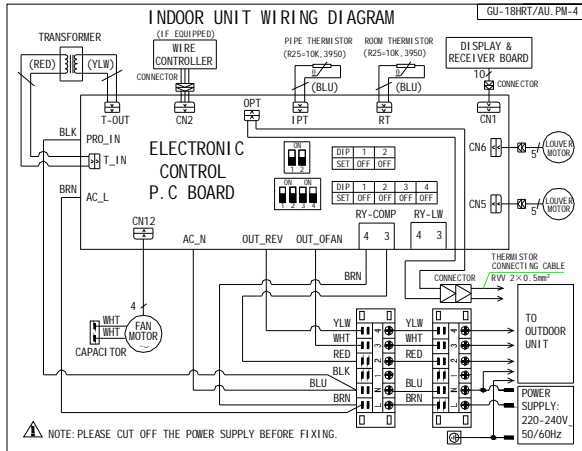 INDOOR UNIT WIRING DIAGRAM
GU-18HRT/AU.PM-4
TRANSFORMER
(RED)
(YLW)
(IF EQUIPPED)
WIRE
CONTROLLER
CONNECTOR
PIPE THERMISTOR
(R25=10K,3950)
θ
(BLU)
ROOM THERMISTOR
(R25=10K,3950)
θ
(BLU)
DISPLAY &
RECEIVER BOARD
10
CONNECTOR
T-OUT
CN2
IPT
OPT
RT
CN1
BLK
PRO_IN
T_IN
BRN
AC_L
ELECTRONIC
CONTROL
P.C BOARD
ON
1 2
DIP 1 2
SET OFF OFF
ON ON
1 2 3 4
DIP 1 2 3 4
SET OFF OFF OFF OFF
CN6
5
LOUVER
MOTOR
CN5
5
LOUVER
MOTOR
CN12
AC_N
OUT_REV
OUT_OFAN
RY-COMP
4 3
RY-LW
4 3
BRN
THERMISTOR
CONNECTING CABLE
RVV 2×0.5mm²
CONNECTOR
4
WHT
WHT
FAN
MOTOR
~
CAPACITOR
YLW
WHT
RED
BLK
BLU
BRN
4
3
2
1
N
L
YLW
WHT
RED
BLU
BRN
4
3
2
1
N
L
TO
OUTDOOR
UNIT
POWER
SUPPLY:
220-240V~
50/60Hz
NOTE: PLEASE CUT OFF THE POWER SUPPLY BEFORE FIXING.